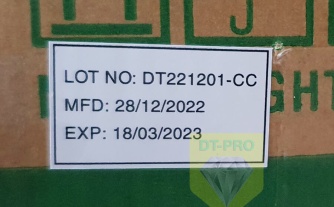 J
LOT NO: DT221201-CC
MFD: 28/12/2022
EXP: 18/03/2023
DT-PRO